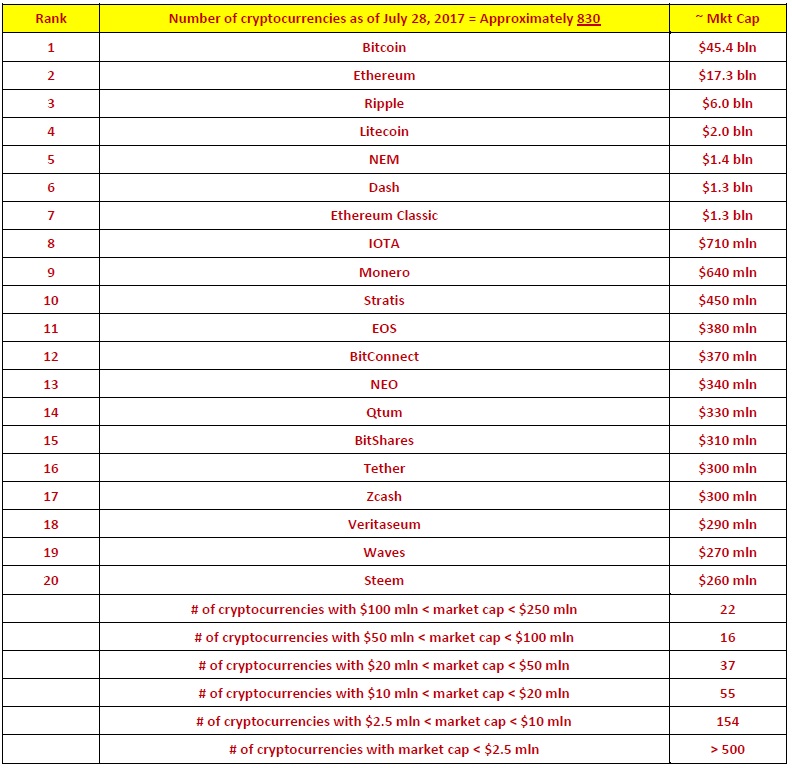 Rank Number of cryptocurrencies as of July 28, 2017 = Approximately 830 ~ Mkt Cap
1 Bitcoin $45.4 bln
2 Ethereum $17.3 bln
3 Ripple $6.0 bln
4 Litecoin $2.0 bln
5 NEM $1.4 bln
6 Dash $1.3 bln
7 Ethereum Classic $1.3 bln
8 IOTA $710 mln
9 Monero $640 mln
10 Stratis $450 mln
11 EOS $380 mln
12 BitConnect $370 mln
13 NEO $340 mln
14 Qtum $330 mln
15 BitShares $310 mln
16 Tether $300 mln
17 Zcash $300 mln
18 Veritaseum $290 mln
19 Waves $270 mln
20 Steem $260 mln
# of cryptocurrencies with $100 mln < market cap < $250 mln 22
# of cryptocurrencies with $50 mln < market cap < $100 mln 16
# of cryptocurrencies with $20 mln < market cap < $50 mln 37
# of cryptocurrencies with $10 mln < market cap < $20 mln 55
# of cryptocurrencies with $2.5 mln < market cap < $10 mln 154
# of cryptocurrencies with market cap < $2.5 mln > 500